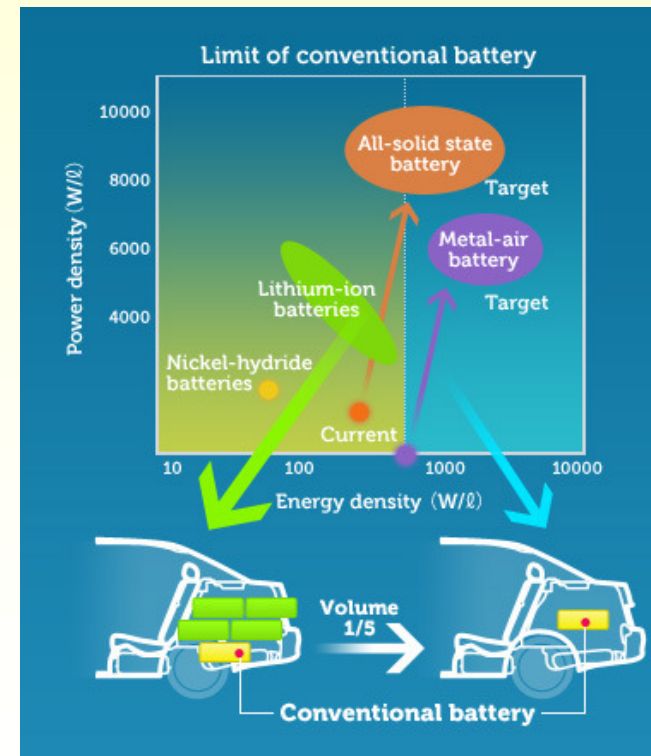 Limit of conventional battery
Power density (W/ℓ)
10000
8000
6000
4000
All-solid state
battery
Target
Metal-air
battery
Target
Lithium-ion
batteries
Nickel-hydride
batteries
Current
10 100 1000 10000
Energy density (W/ℓ)
Volume
1/5
Conventional battery